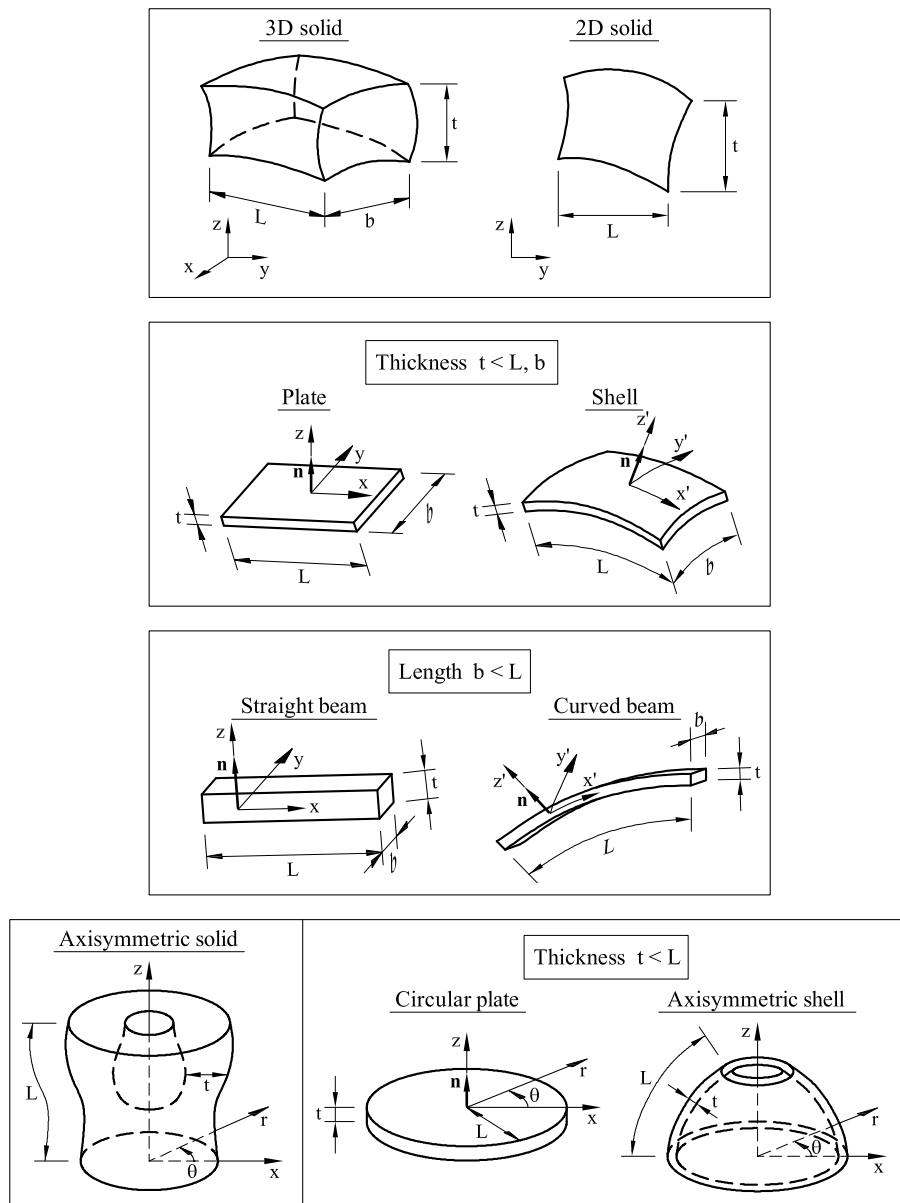 3D solid
2D solid
t
t
L
b
L
z
x
y
z
y
Thickness t < L, b
Plate
Shell
z
y
n
x
t
b
L
z'
y'
n
x'
t
L
b
Length b < L
Straight beam
Curved beam
z
n
y
x
t
L
b
b
y'
z'
x'
n
t
L
Axisymmetric solid
z
L
t
r
θ
x
Thickness t < L
Circular plate
Axisymmetric shell
z
n
r
θ
t
L
x
z
L
t
r
θ
x